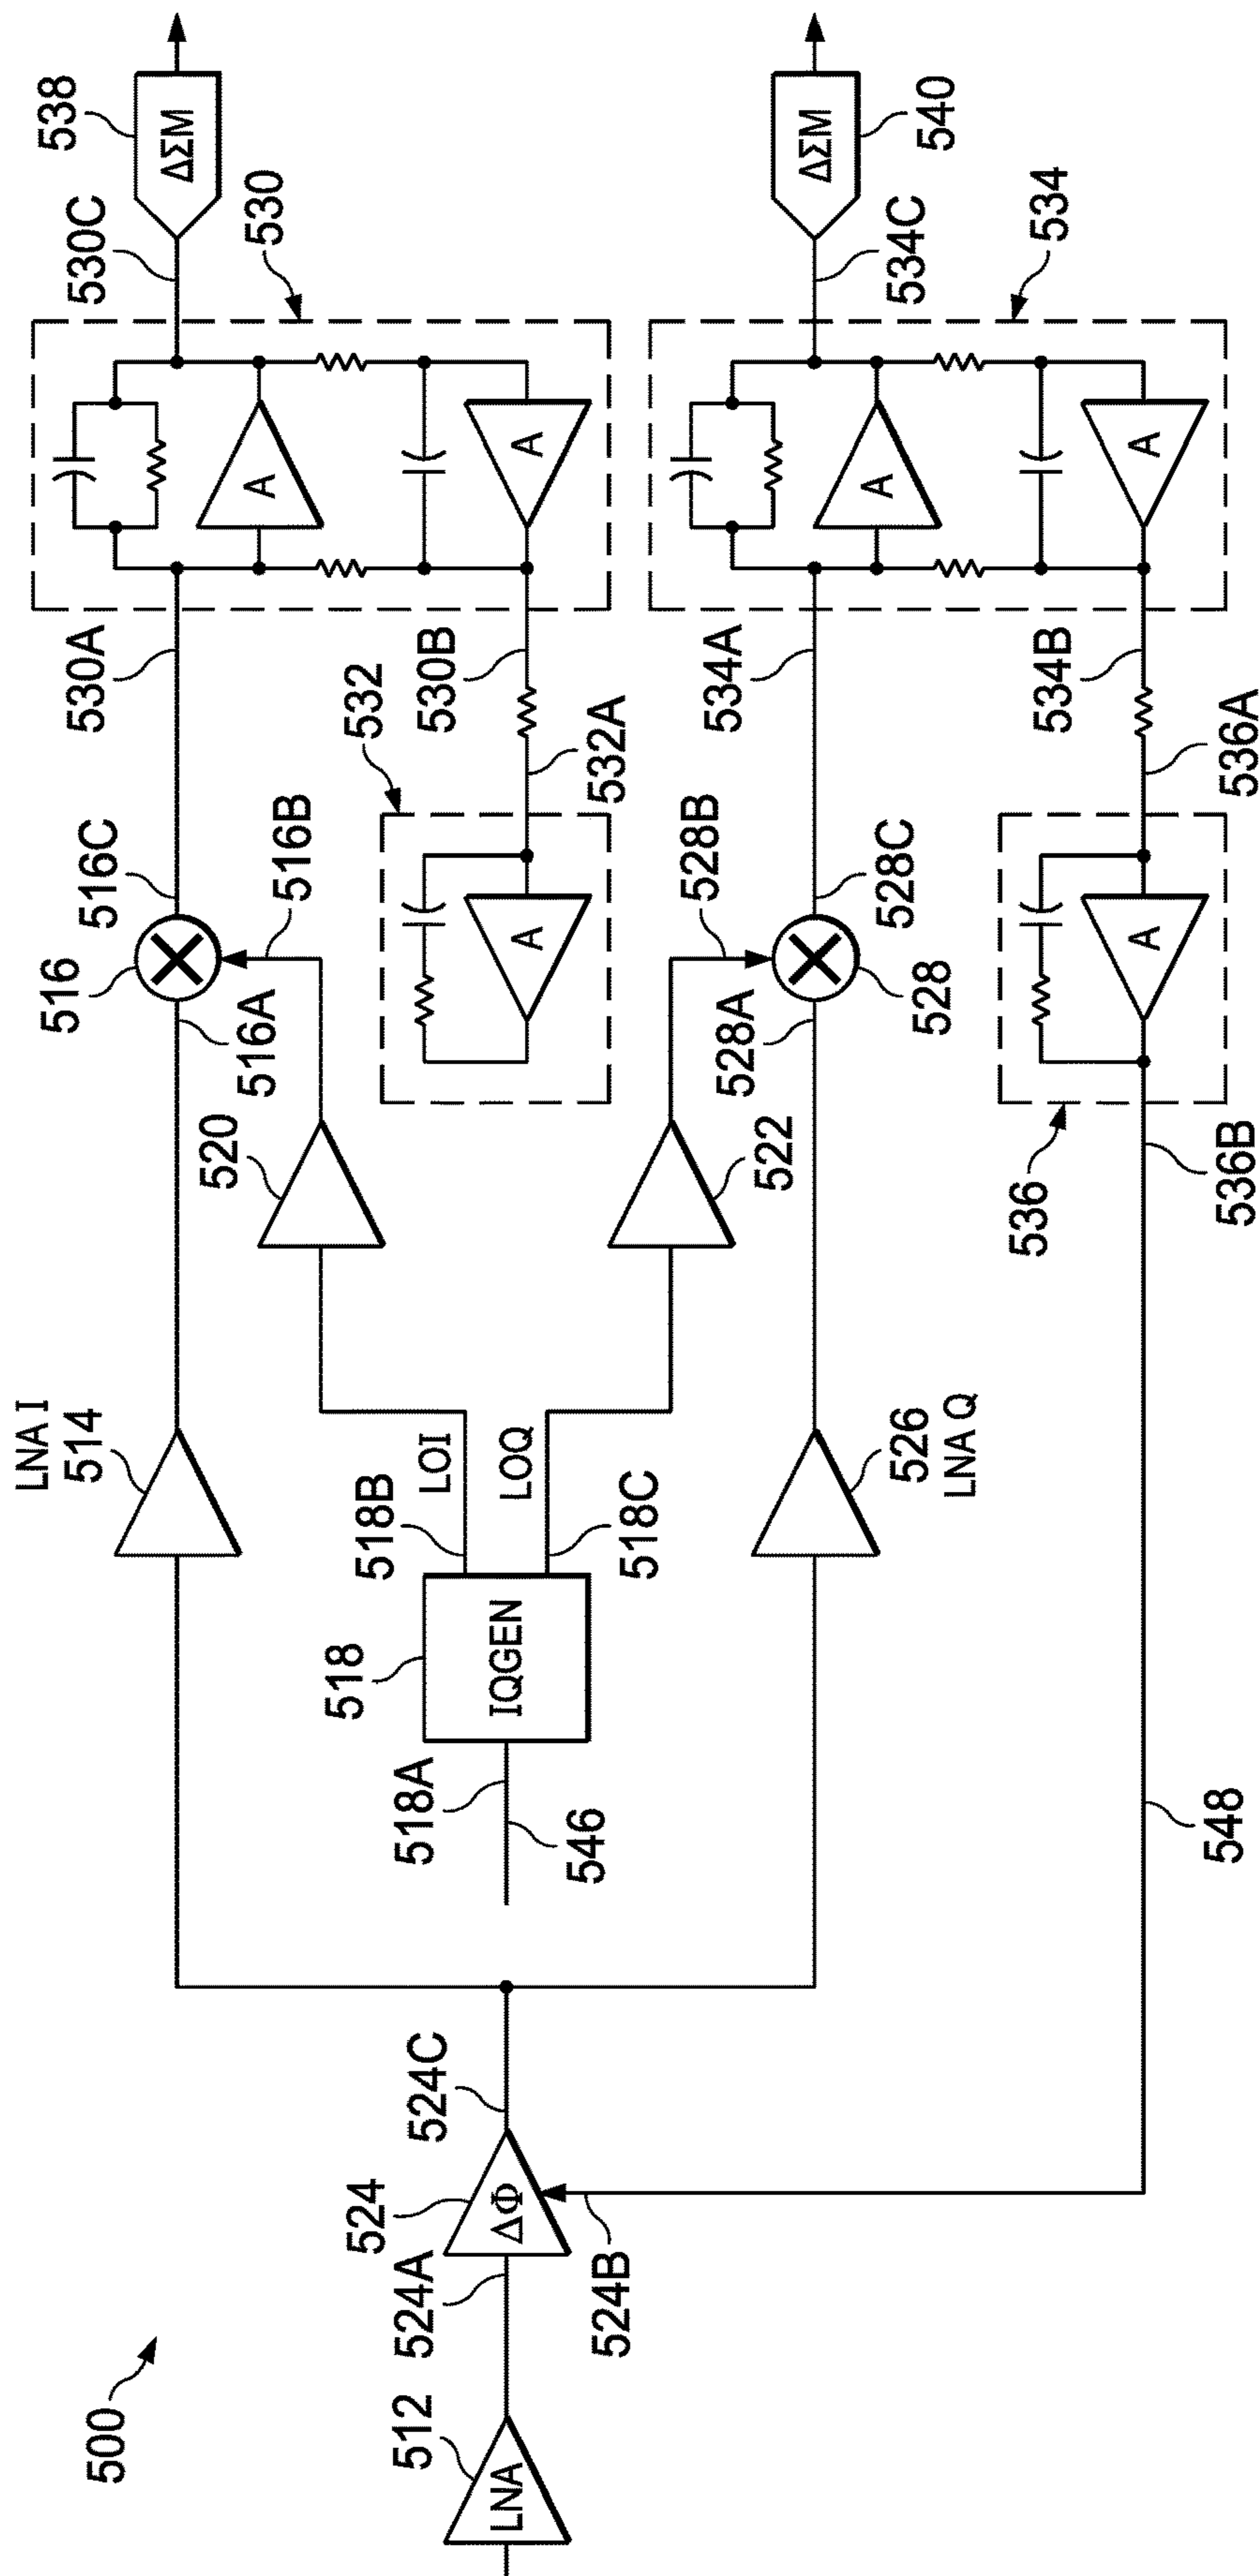 500
512
LNA
524A
524
ΔΦ
524C
524B
548
518A
546
518
IQGEN
518B
LOI
LOQ
518C
LNA I
514
526
LNA Q
520
522
516
516A
516B
516C
528A
528B
528
528C
532
A
532A
536
A
536A
536B
530A
530B
534A
534B
A
A
A
A
530
530C
534
534C
538
ΔΣM
540
ΔΣM